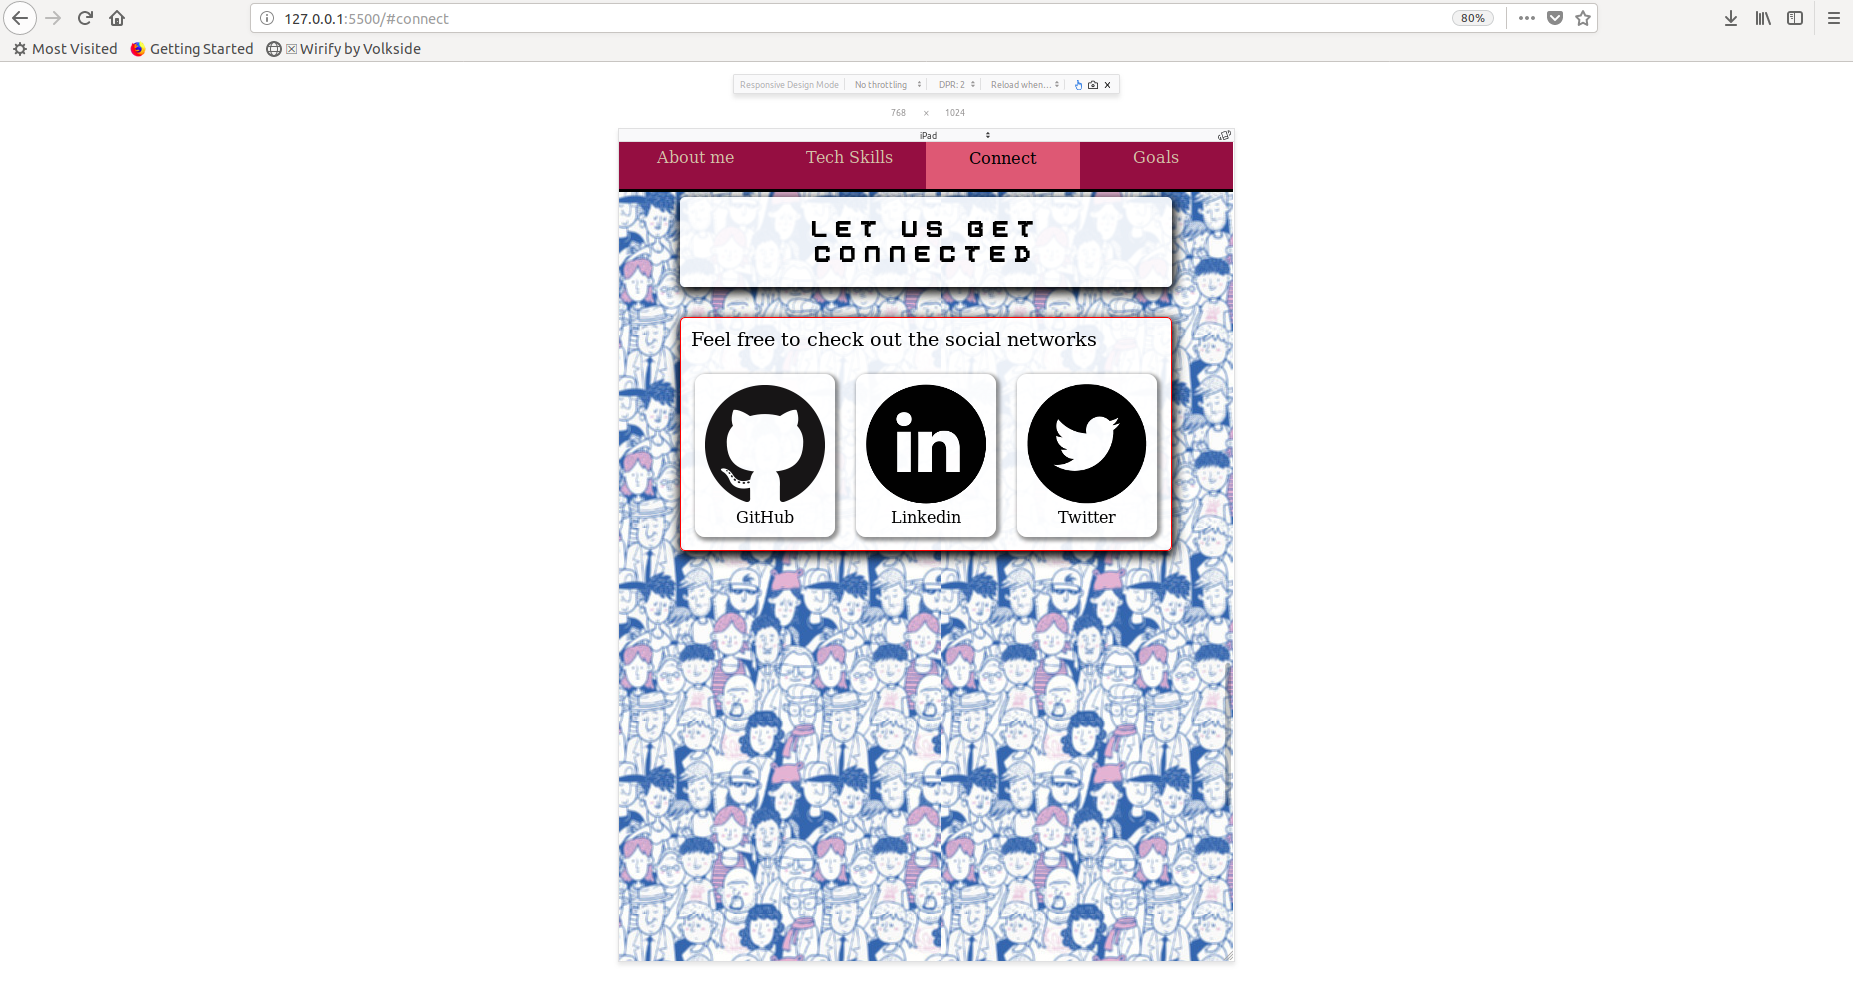 127.0.0.1:5500/#connect
80%
Most Visited Getting Started Wirify by Volkside
Responsive Design Mode No throttling DPR: 2 Reload when...
768 × 1024
iPad
About me Tech Skills Connect Goals
LET US GET
CONNECTED
Feel free to check out the social networks
in
GitHub Linkedin Twitter